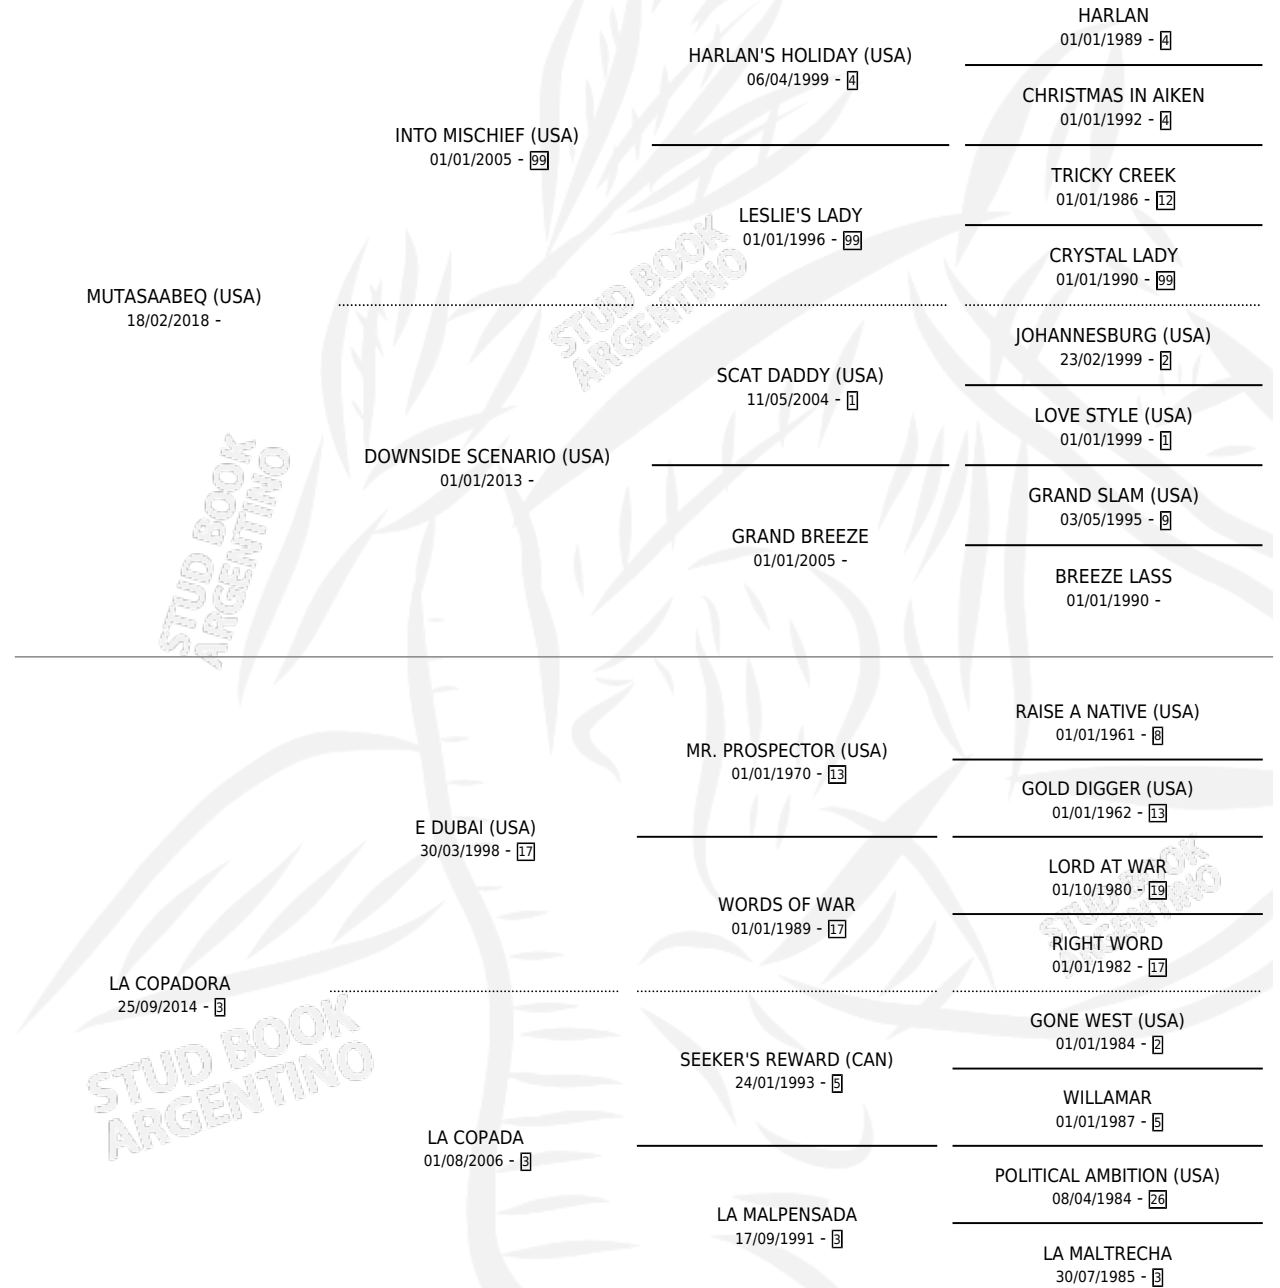 HARLAN
01/01/1989 - 4
HARLAN'S HOLIDAY (USA)
06/04/1999 - 4
CHRISTMAS IN AIKEN
01/01/1992 - 4
INTO MISCHIEF (USA)
01/01/2005 - 99
TRICKY CREEK
01/01/1986 - 12
LESLIE'S LADY
01/01/1996 - 99
CRYSTAL LADY
01/01/1990 - 99
MUTASAABEQ (USA)
18/02/2018 -
STUD BOOK
ARGENTINO
JOHANNESBURG (USA)
23/02/1999 - 2
SCAT DADDY (USA)
11/05/2004 - 1
LOVE STYLE (USA)
01/01/1999 - 1
DOWNSIDE SCENARIO (USA)
01/01/2013 -
GRAND SLAM (USA)
03/05/1995 - 9
GRAND BREEZE
01/01/2005 -
BREEZE LASS
01/01/1990 -
STUD BOOK
ARGENTINO
RAISE A NATIVE (USA)
01/01/1961 - 8
MR. PROSPECTOR (USA)
01/01/1970 - 13
GOLD DIGGER (USA)
01/01/1962 - 13
E DUBAI (USA)
30/03/1998 - 17
LORD AT WAR
01/10/1980 - 19
STUD BOOK
ARGENTINO
WORDS OF WAR
01/01/1989 - 17
RIGHT WORD
01/01/1982 - 17
LA COPADORA
25/09/2014 - 3
GONE WEST (USA)
01/01/1984 - 2
SEEKER'S REWARD (CAN)
24/01/1993 - 5
WILLAMAR
01/01/1987 - 5
STUD BOOK
ARGENTINO
LA COPADA
01/08/2006 - 3
POLITICAL AMBITION (USA)
08/04/1984 - 26
LA MALPENSADA
17/09/1991 - 3
LA MALTRECHA
30/07/1985 - 3